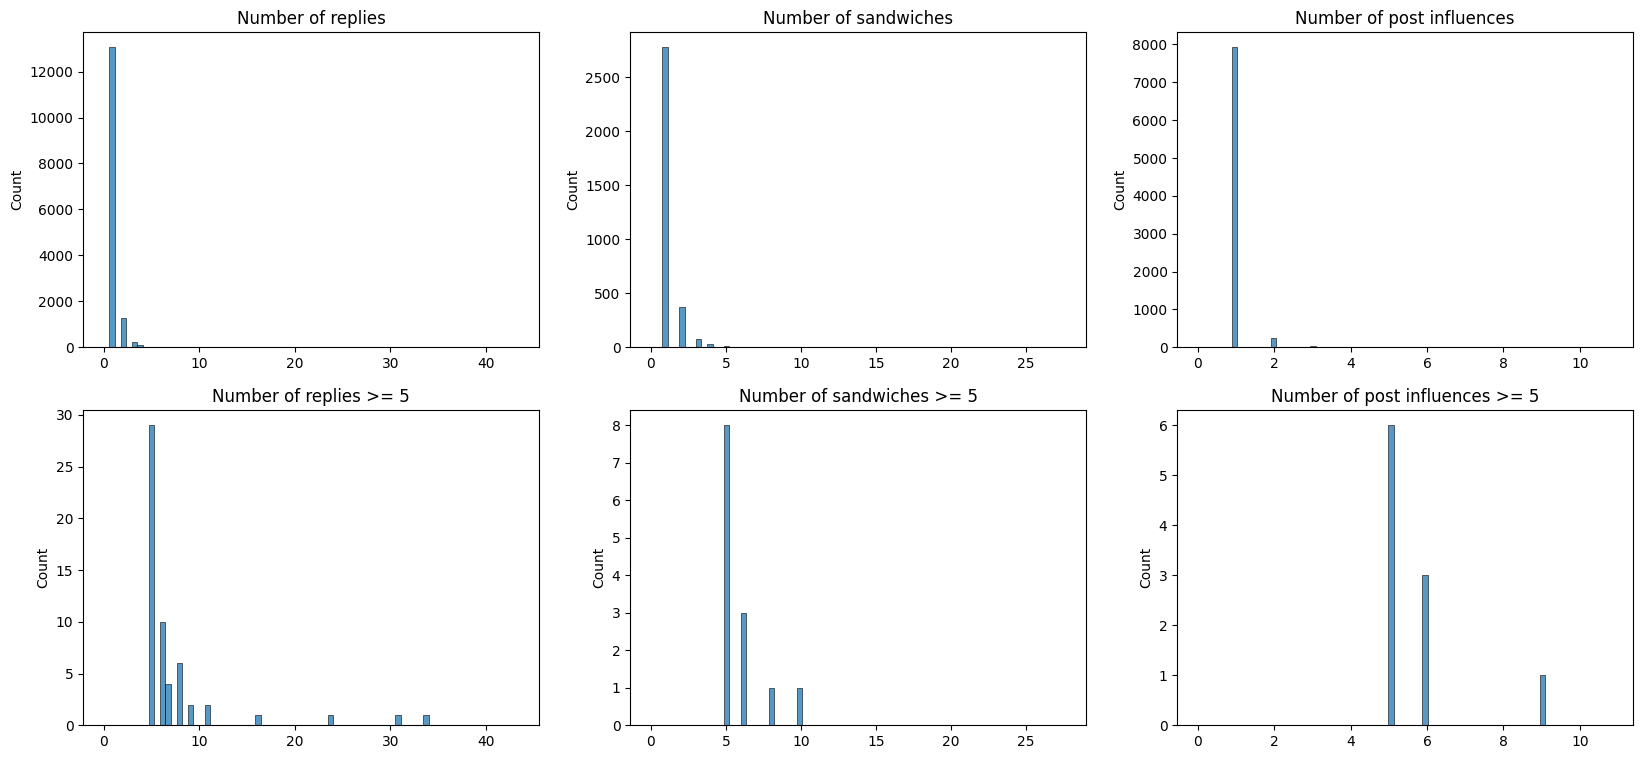 Number of replies
Count
12000
10000
8000
6000
4000
2000
0
0 10 20 30 40
Number of sandwiches
Count
2500
2000
1500
1000
500
0
0 5 10 15 20 25
Number of post influences
Count
8000
7000
6000
5000
4000
3000
2000
1000
0
0 2 4 6 8 10
Number of replies >= 5
Count
30
25
20
15
10
5
0
0 10 20 30 40
Number of sandwiches >= 5
Count
8
7
6
5
4
3
2
1
0
0 5 10 15 20 25
Number of post influences >= 5
Count
6
5
4
3
2
1
0
0 2 4 6 8 10